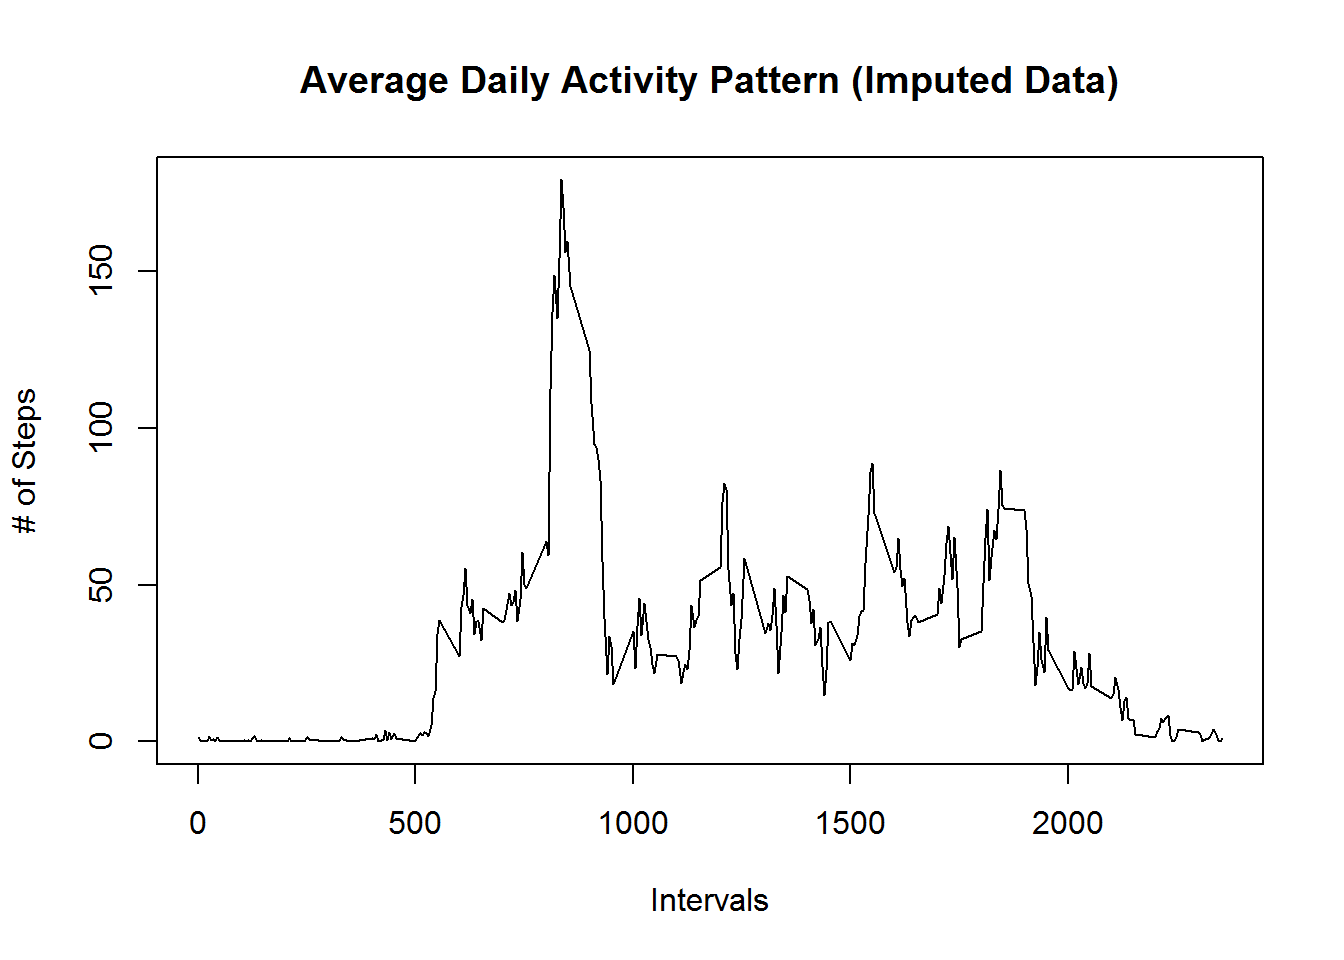 Average Daily Activity Pattern (Imputed Data)
# of Steps
150
100
50
0
0 500 1000 1500 2000
Intervals